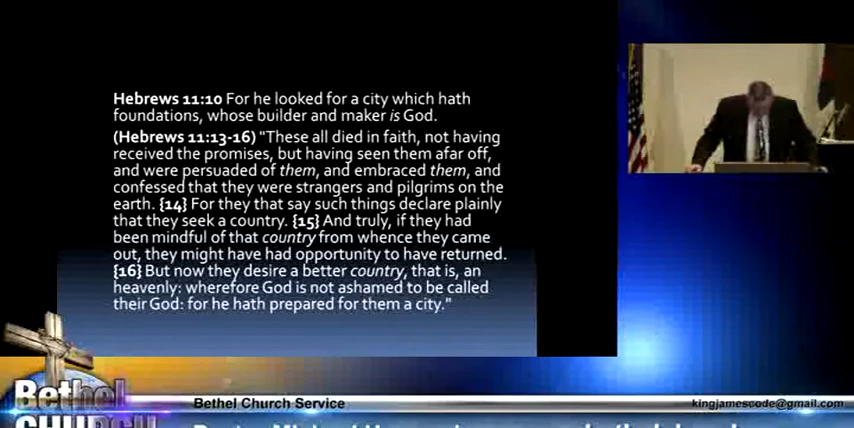 Hebrews 11:10 For he looked for a city which hath
foundations, whose builder and maker is God.
(Hebrews 11:13-16) "These all died in faith, not having
received the promises, but having seen them afar off,
and were persuaded of them, and embraced them, and
confessed that they were strangers and pilgrims on the
earth. {14} For they that say such things declare plainly
that they seek a country. {15} And truly, if they had
been mindful of that country from whence they came
out, they might have had opportunity to have returned.
{16} But now they desire a better country, that is, an
heavenly: wherefore God is not ashamed to be called
their God: for he hath prepared for them a city."
Bethel
CHURCH
Bethel Church Service
kingjamescode@gmail.com